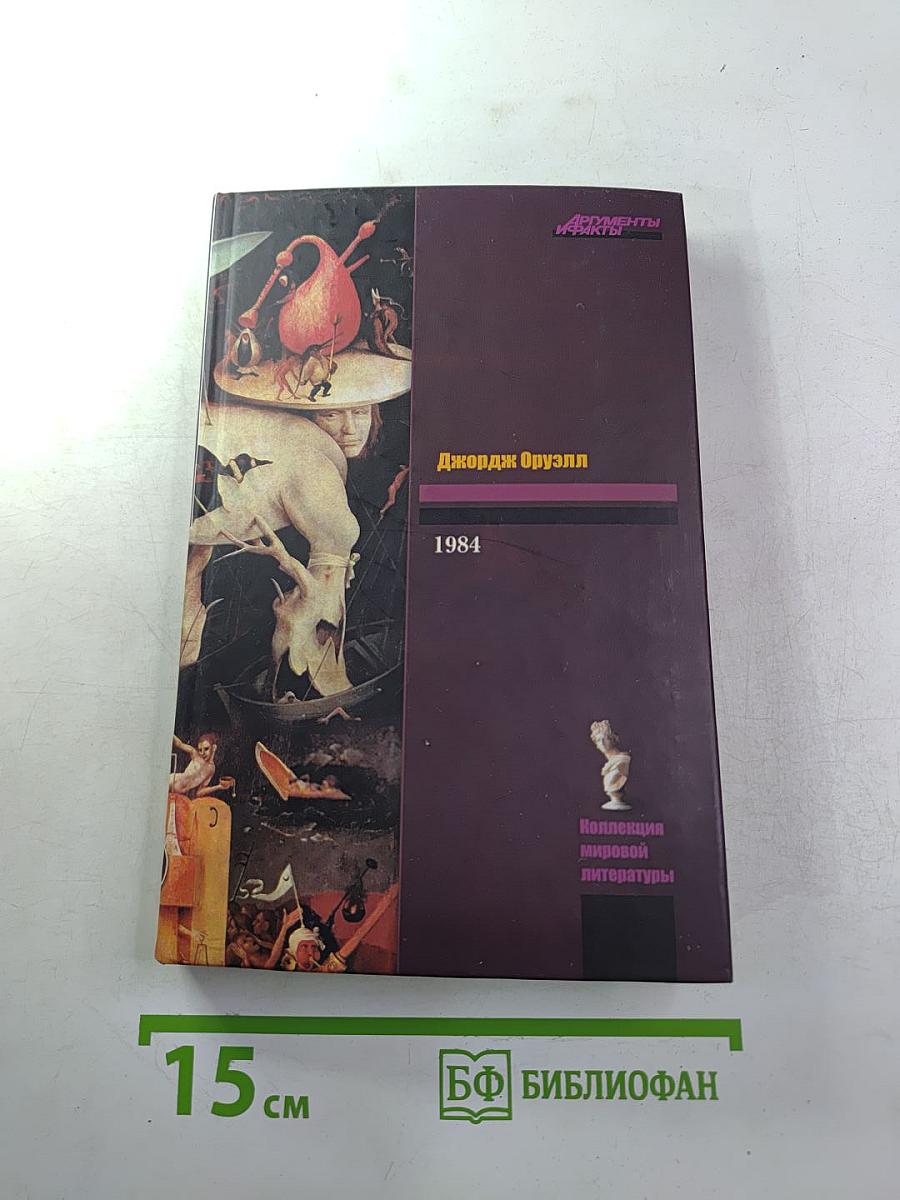 АРГУМЕНТЫ
И ФАКТЫ
Джордж Оруэлл
1984
Коллекция
мировой
литературы
15 см
БФ БИБЛИОФАН